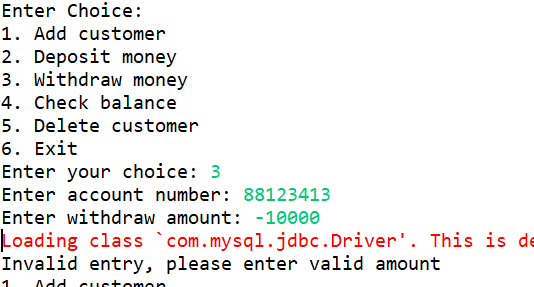 Enter Choice:
1. Add customer
2. Deposit money
3. Withdraw money
4. Check balance
5. Delete customer
6. Exit
Enter your choice: 3
Enter account number: 88123413
Enter withdraw amount: -10000
Loading class `com.mysql.jdbc.Driver'. This is de
Invalid entry, please enter valid amount
1. Add customer